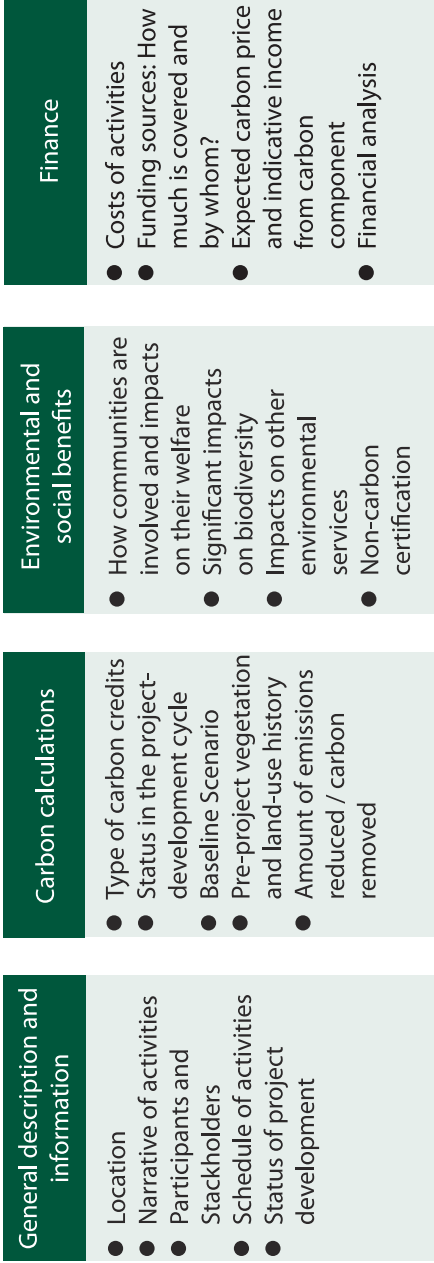 General description and
information
● Location
● Narrative of activities
● Participants and
Stackholders
● Schedule of activities
● Status of project
development
Carbon calculations
● Type of carbon credits
● Status in the project-
development cycle
● Baseline Scenario
● Pre-project vegetation
and land-use history
● Amount of emissions
reduced / carbon
removed
Environmental and
social benefits
● How communities are
involved and impacts
on their welfare
● Significant impacts
on biodiversity
● Impacts on other
environmental
services
● Non-carbon
certification
Finance
● Costs of activities
● Funding sources: How
much is covered and
by whom?
● Expected carbon price
and indicative income
from carbon
component
● Financial analysis